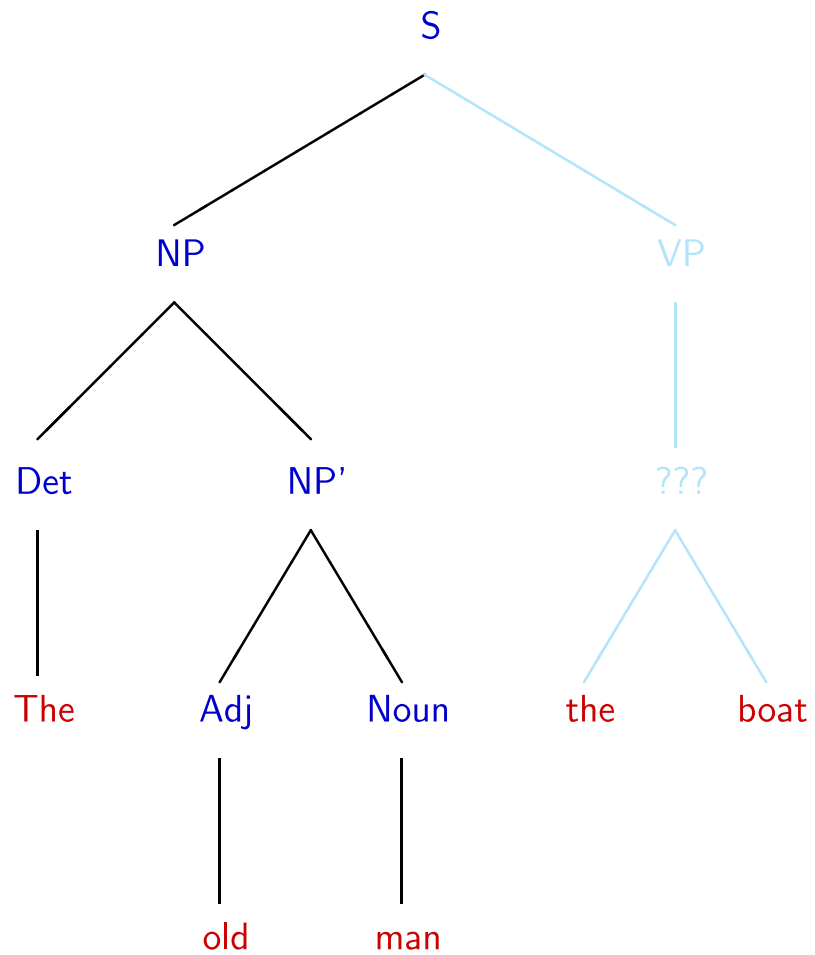 S
NP VP
Det NP' ???
The Adj Noun the boat
old man